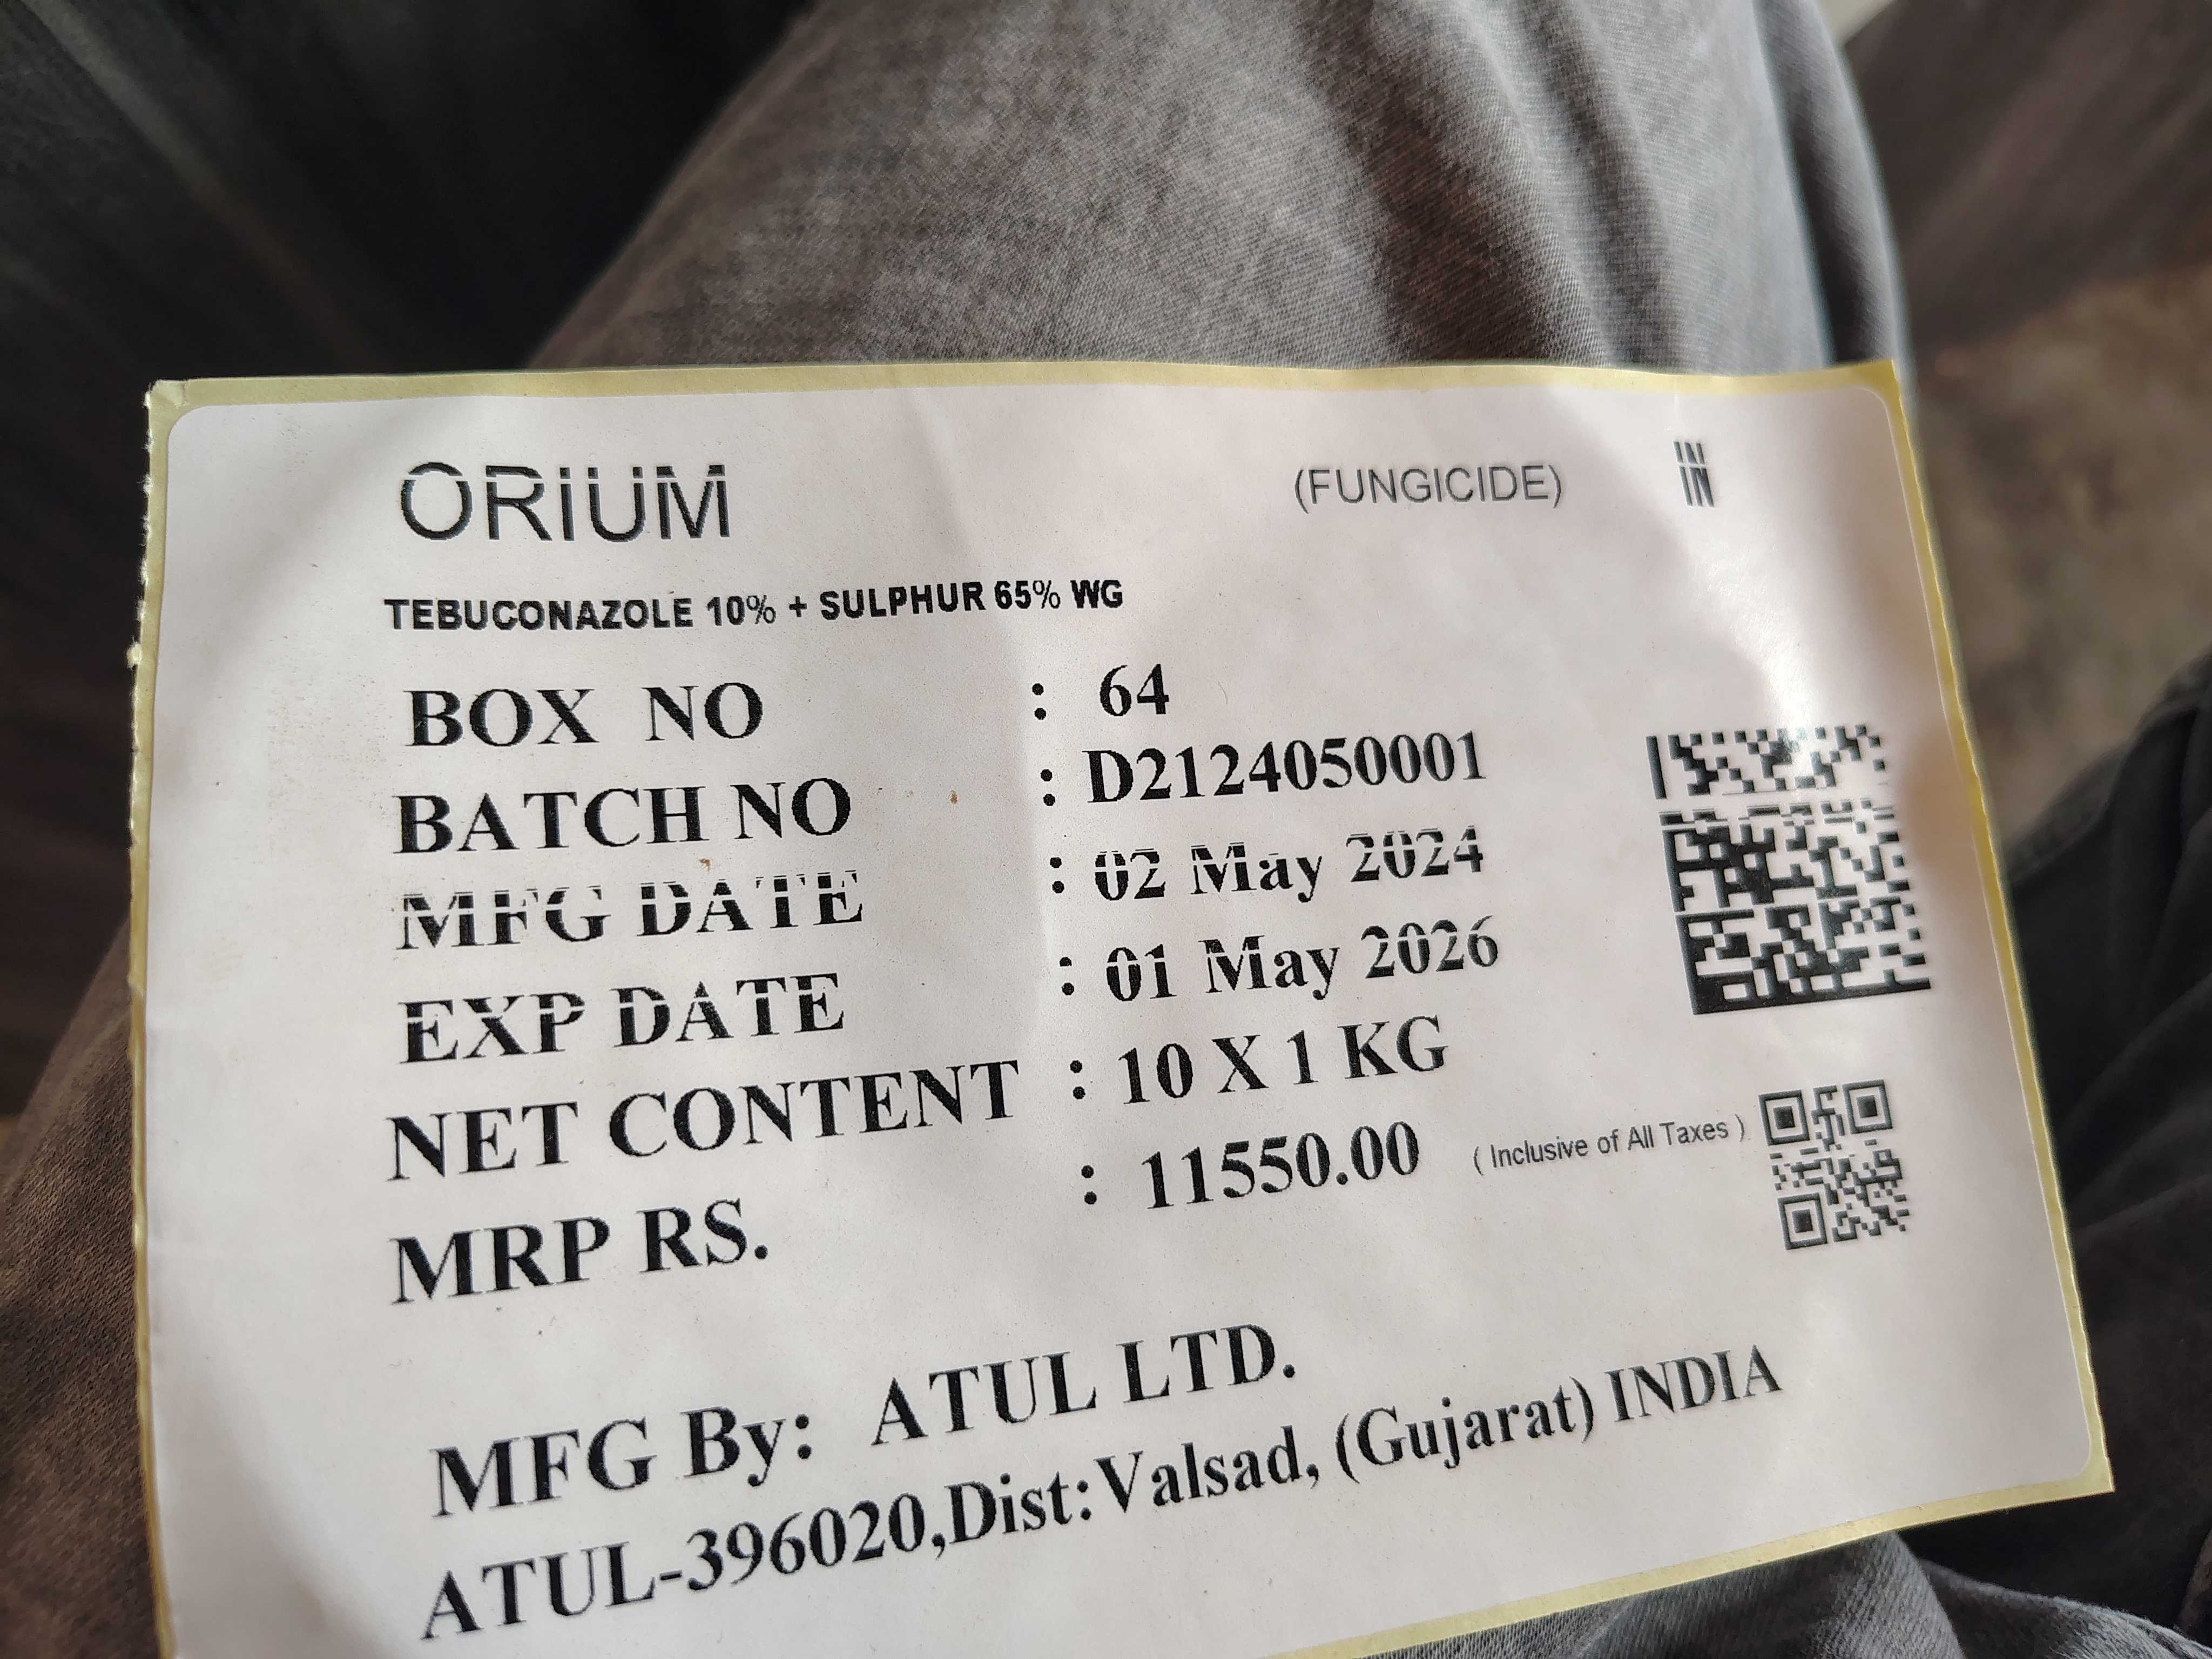 ORIUM (FUNGICIDE) IN
TEBUCONAZOLE 10% + SULPHUR 65% WG
BOX NO : 64
BATCH NO : D2124050001
MFG DATE : 02 May 2024
EXP DATE : 01 May 2026
NET CONTENT : 10 X 1 KG
MRP RS. : 11550.00 ( Inclusive of All Taxes )
MFG By: ATUL LTD.
ATUL-396020,Dist:Valsad, (Gujarat) INDIA